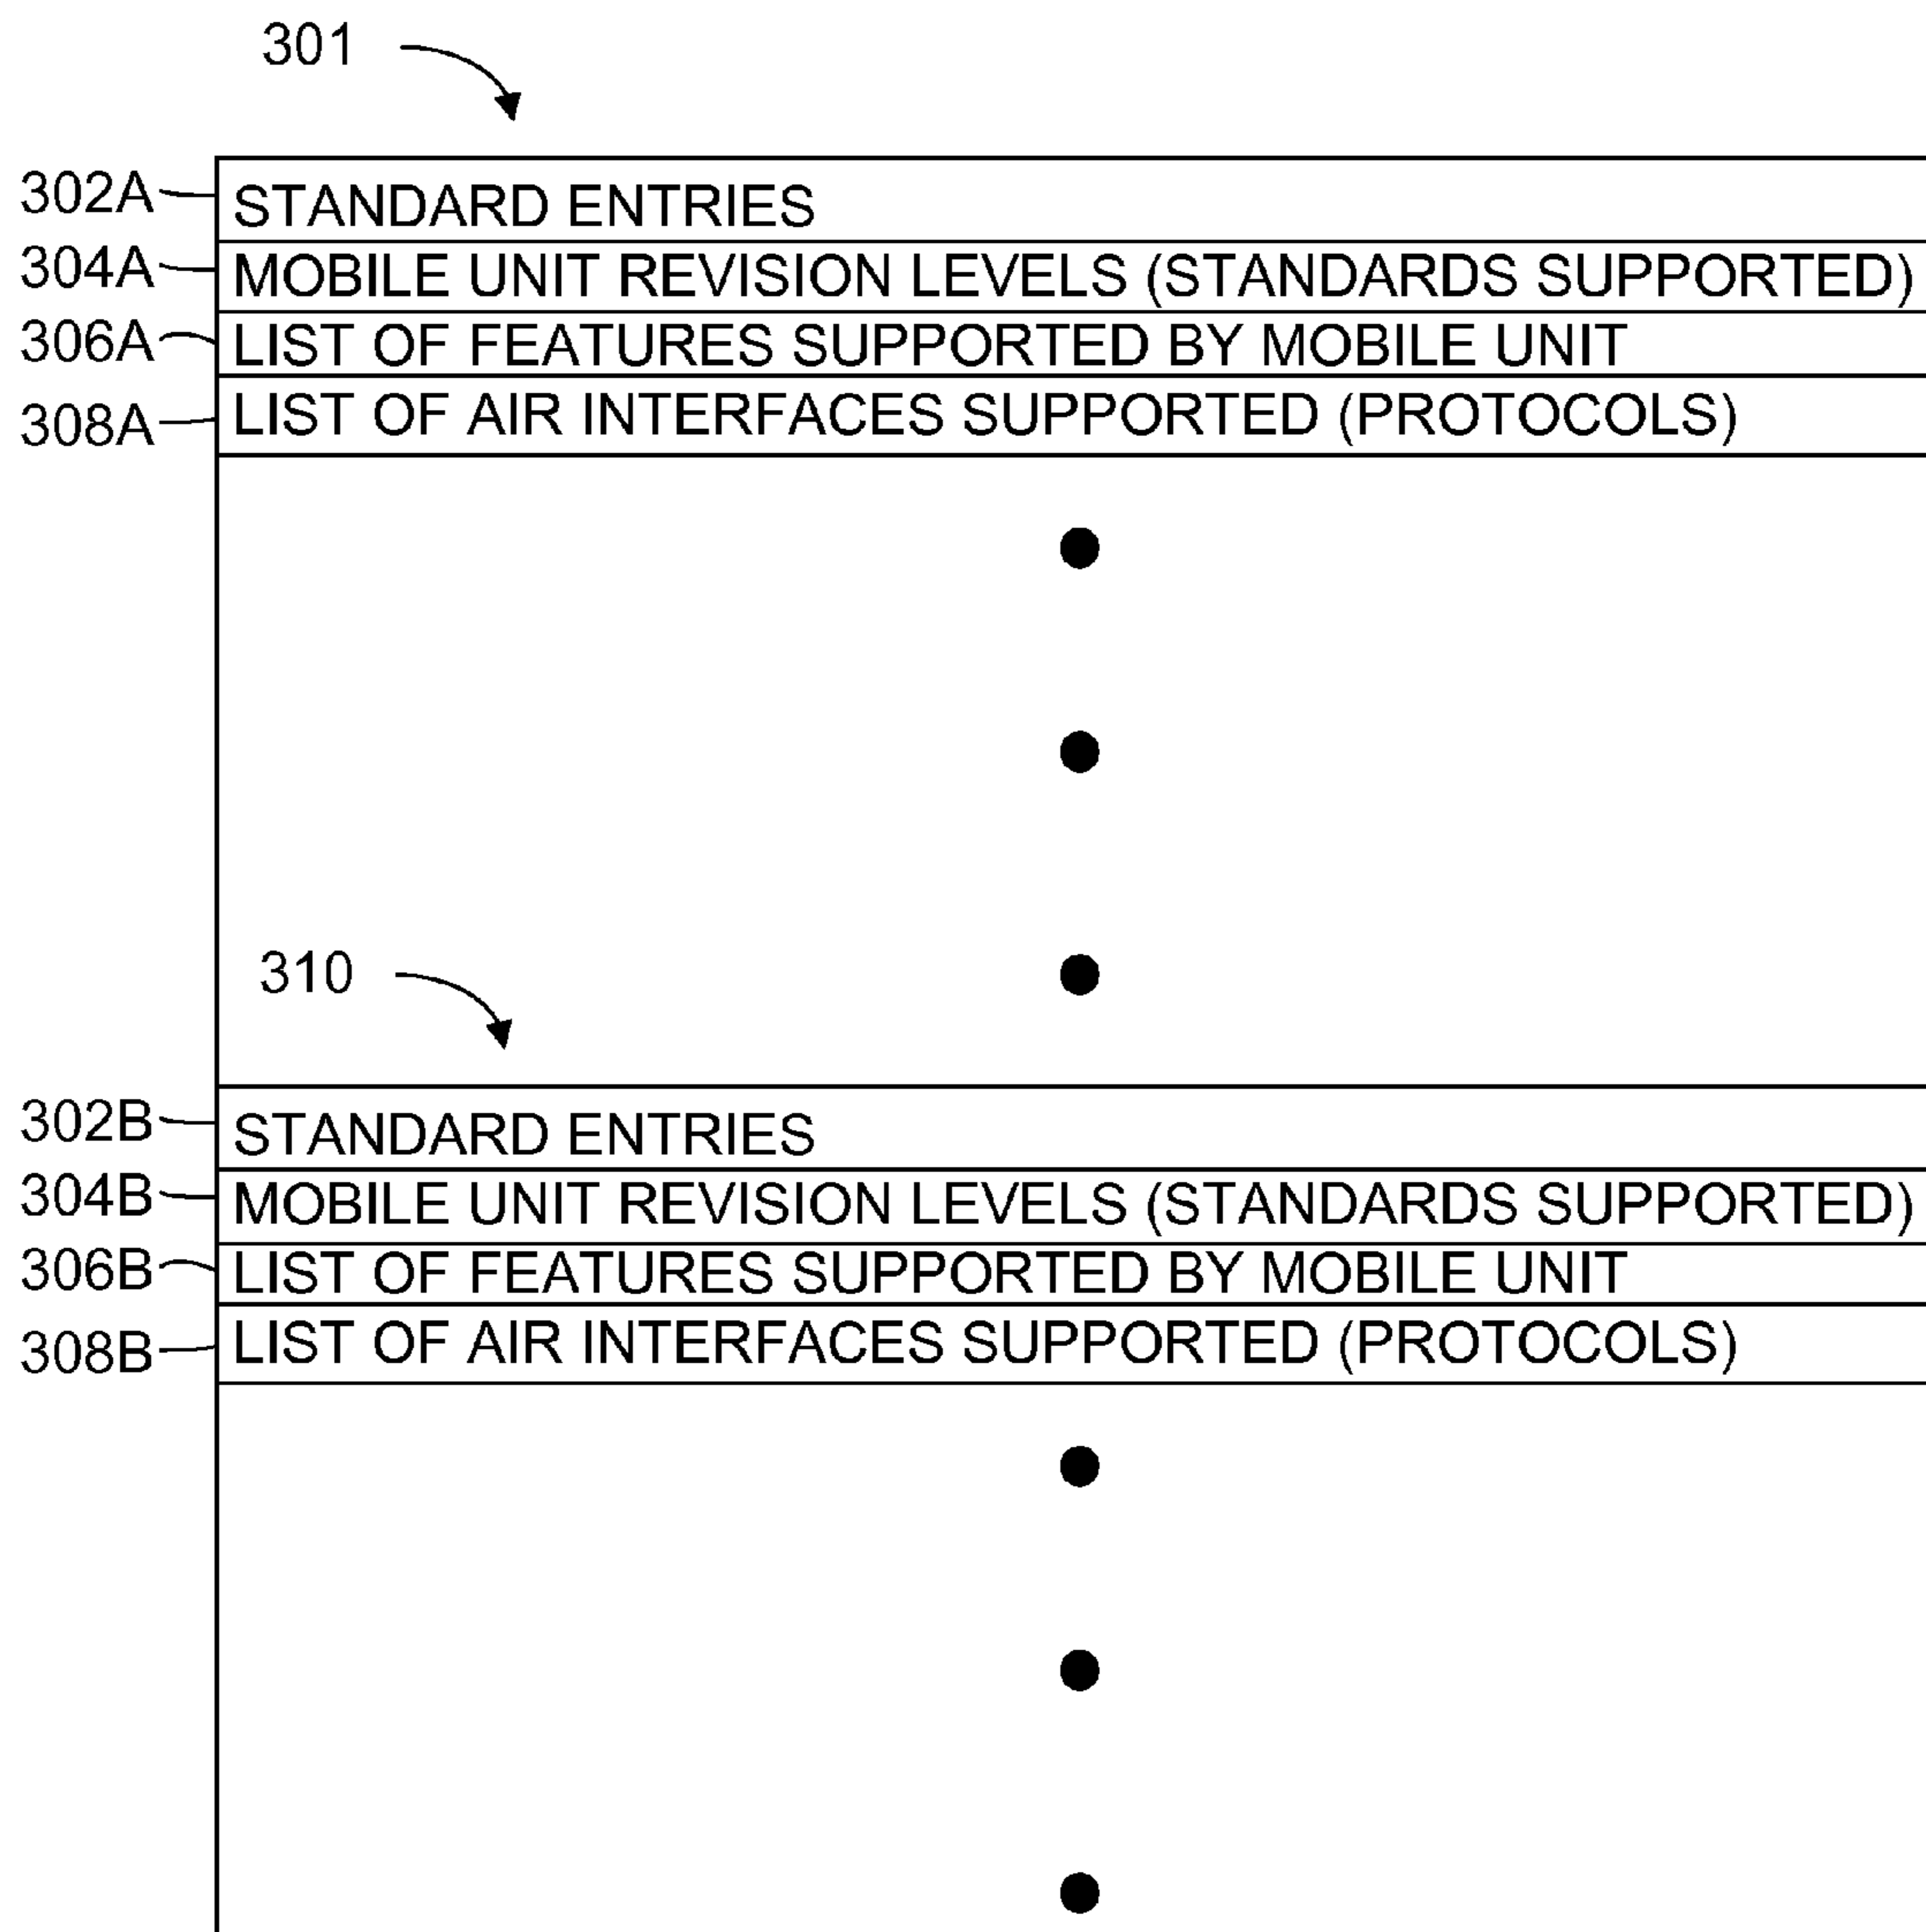 301
302A STANDARD ENTRIES
304A MOBILE UNIT REVISION LEVELS (STANDARDS SUPPORTED)
306A LIST OF FEATURES SUPPORTED BY MOBILE UNIT
308A LIST OF AIR INTERFACES SUPPORTED (PROTOCOLS)
310
302B STANDARD ENTRIES
304B MOBILE UNIT REVISION LEVELS (STANDARDS SUPPORTED)
306B LIST OF FEATURES SUPPORTED BY MOBILE UNIT
308B LIST OF AIR INTERFACES SUPPORTED (PROTOCOLS)